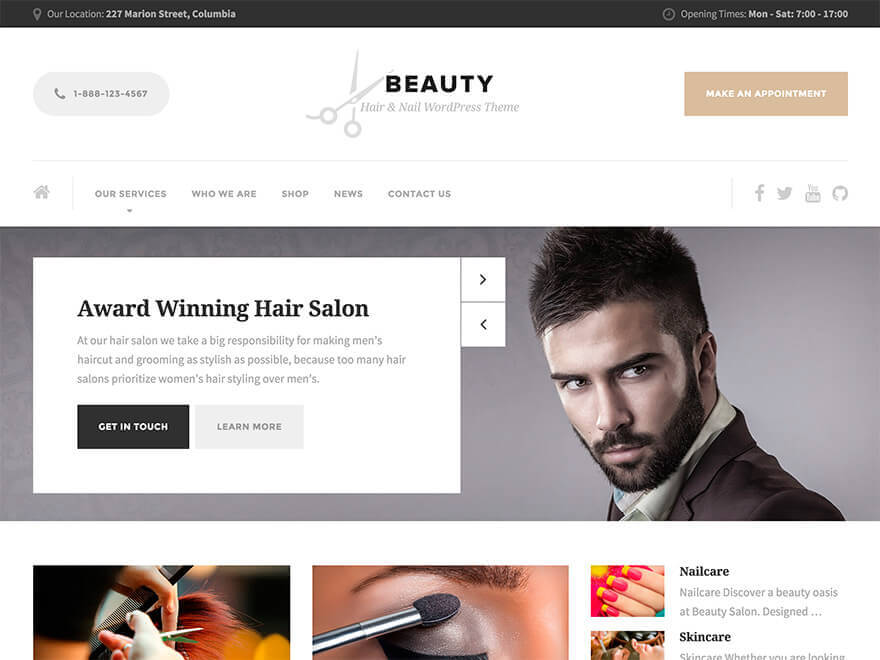 Our Location: 227 Marion Street, Columbia
Opening Times: Mon - Sat: 7:00 - 17:00
1-888-123-4567
BEAUTY
Hair & Nail WordPress Theme
MAKE AN APPOINTMENT
OUR SERVICES
WHO WE ARE
SHOP
NEWS
CONTACT US
You
Tube
Award Winning Hair Salon
At our hair salon we take a big responsibility for making men's
haircut and grooming as stylish as possible, because too many hair
salons prioritize women's hair styling over men's.
GET IN TOUCH
LEARN MORE
Nailcare
Nailcare Discover a beauty oasis
at Beauty Salon. Designed …
Skincare
Skincare Whether you are looking